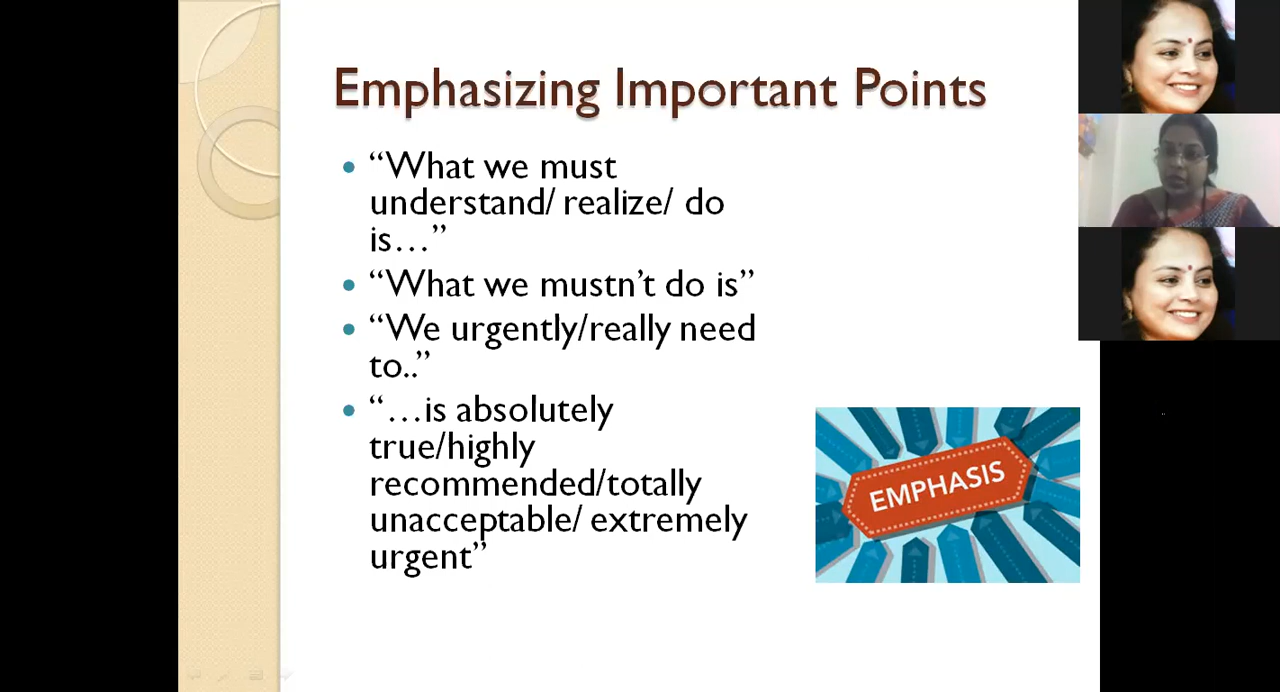 Emphasizing Important Points
• “What we must
understand/ realize/ do
is…”
• “What we mustn’t do is”
• “We urgently/really need
to..”
• “…is absolutely
true/highly
recommended/totally
unacceptable/ extremely
urgent”
EMPHASIS